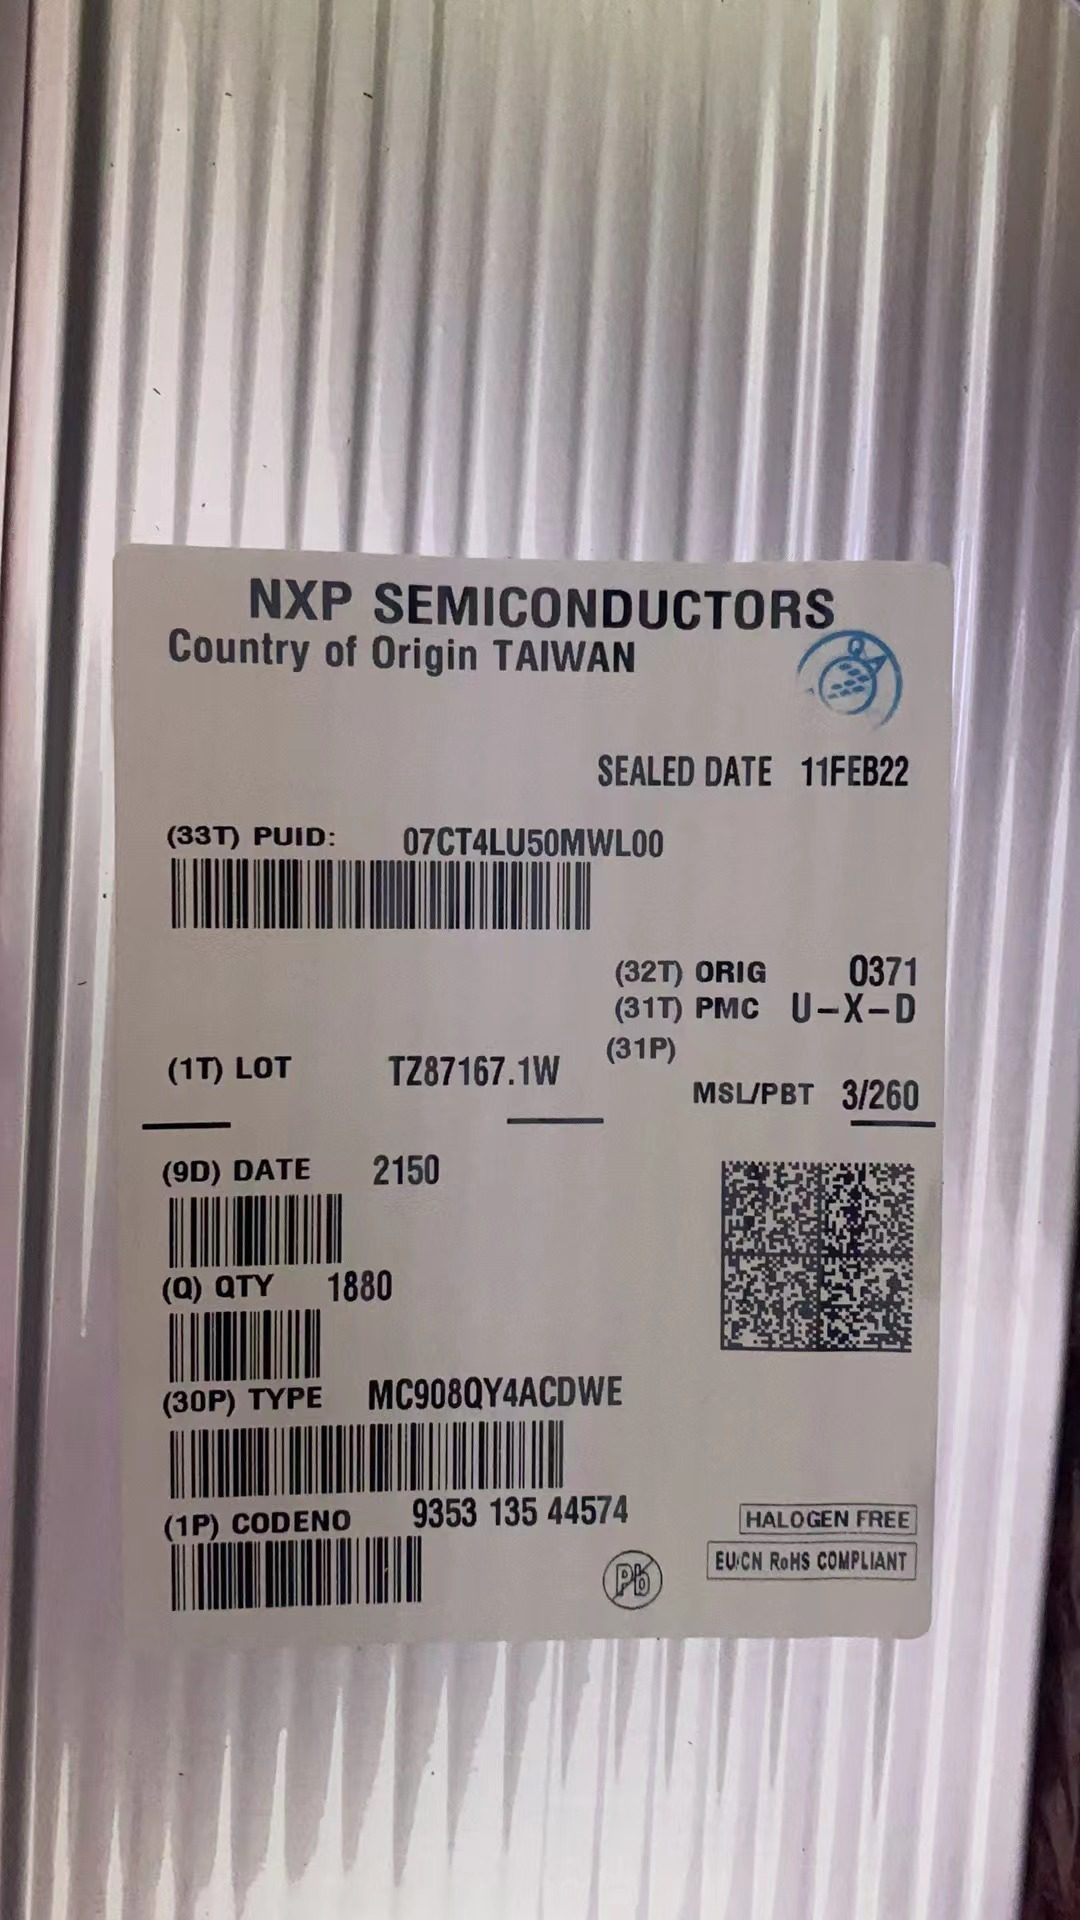 NXP SEMICONDUCTORS
Country of Origin TAIWAN
SEALED DATE 11FEB22
(33T) PUID: 07CT4LU50MWL00
(32T) ORIG 0371
(31T) PMC U-X-D
(31P)
(1T) LOT TZ87167.1W
MSL/PBT 3/260
(9D) DATE 2150
(Q) QTY 1880
(30P) TYPE MC908QY4ACDWE
(1P) CODENO 9353 135 44574
HALOGEN FREE
EU/CN RoHS COMPLIANT
Pb